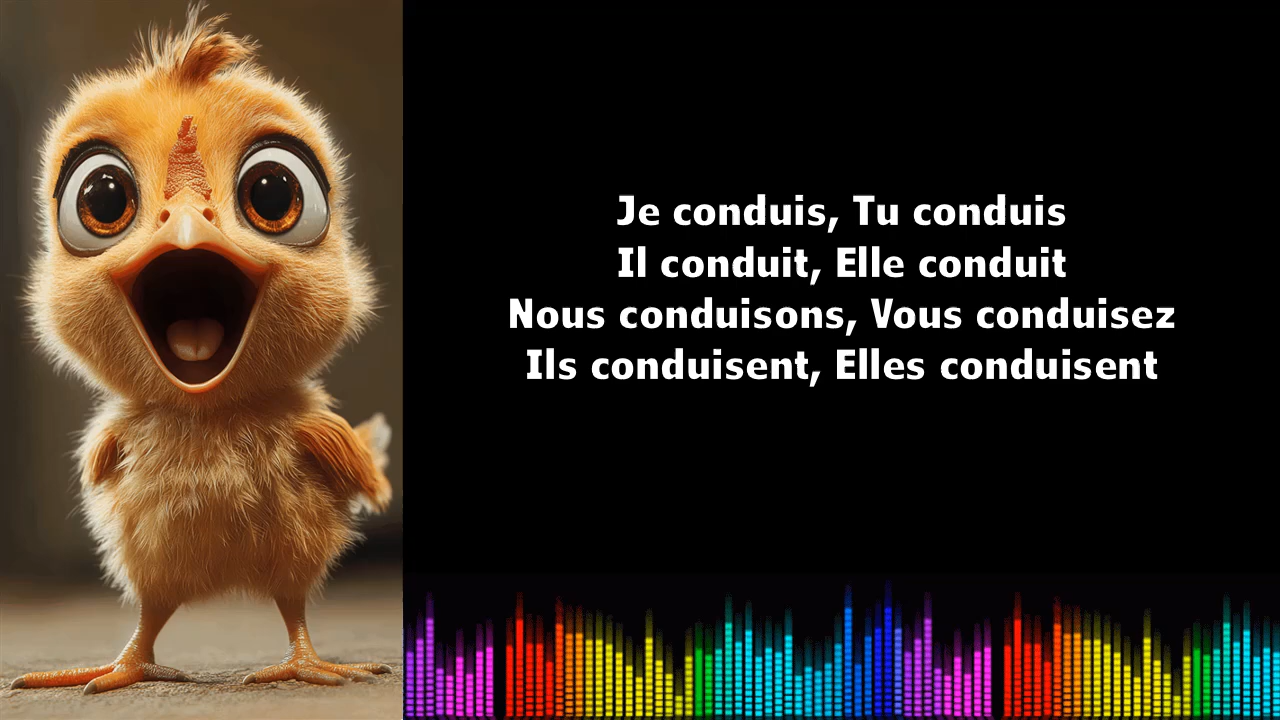 Je conduis, Tu conduis
Il conduit, Elle conduit
Nous conduisons, Vous conduisez
Ils conduisent, Elles conduisent